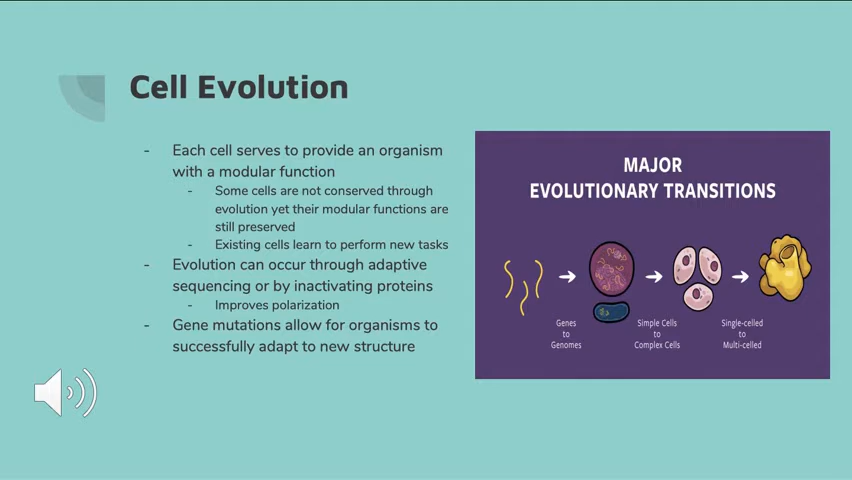 Cell Evolution
- Each cell serves to provide an organism
with a modular function
- Some cells are not conserved through
evolution yet their modular functions are
still preserved
- Existing cells learn to perform new tasks
- Evolution can occur through adaptive
sequencing or by inactivating proteins
- Improves polarization
- Gene mutations allow for organisms to
successfully adapt to new structure
MAJOR
EVOLUTIONARY TRANSITIONS
Genes
to
Genomes
Simple Cells
to
Complex Cells
Single-celled
to
Multi-celled